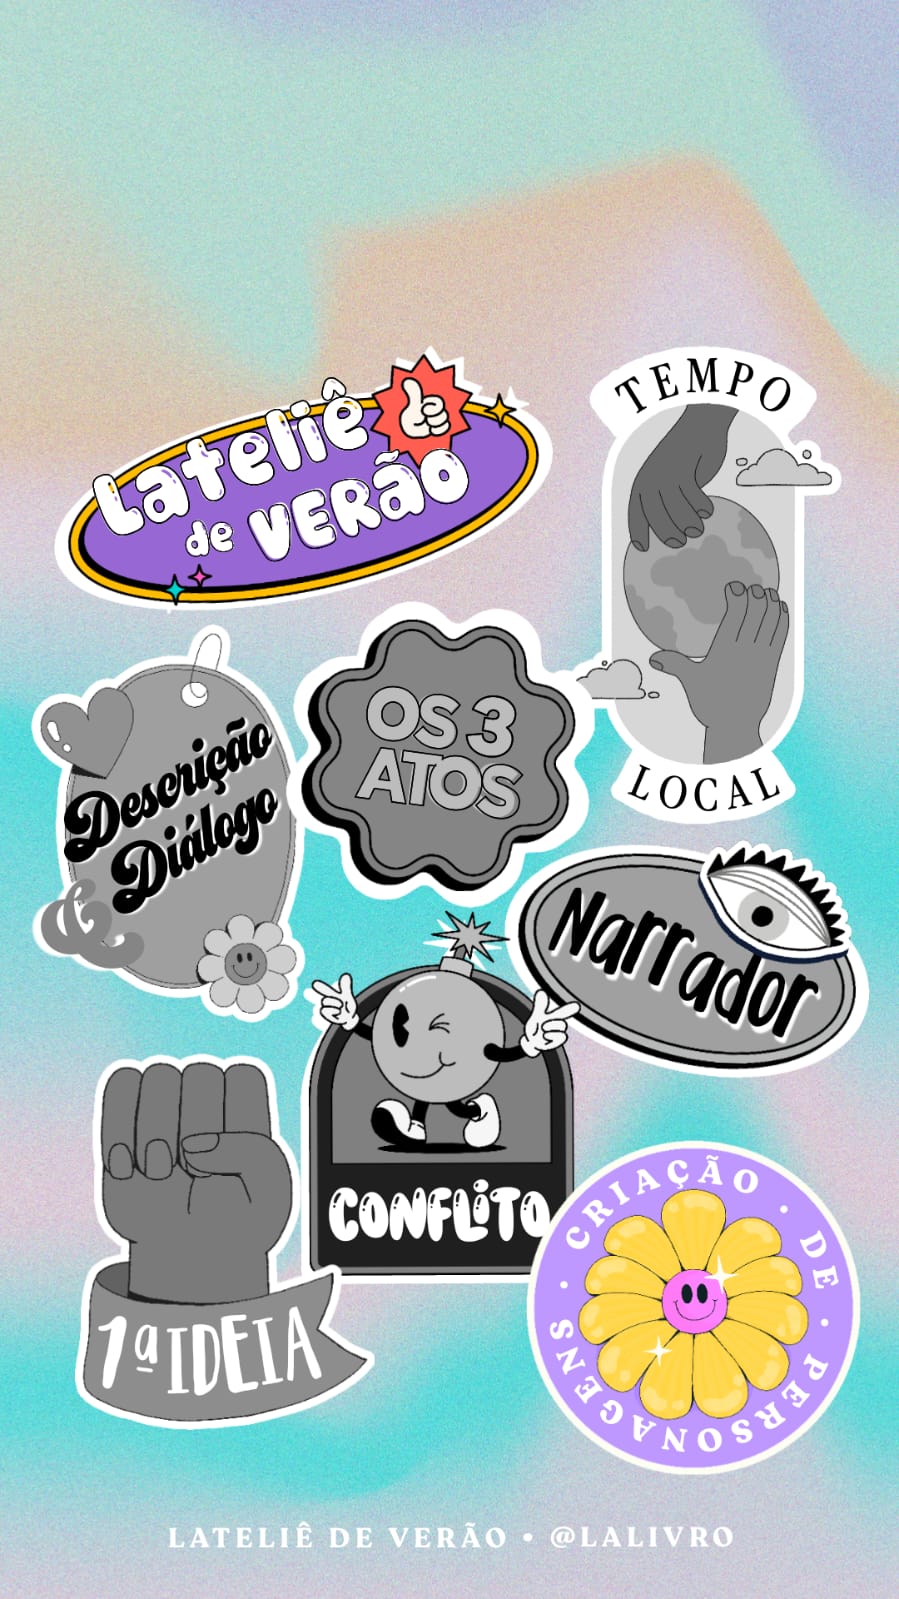 Lateliê
de VERÃO
TEMPO
LOCAL
OS 3
ATOS
Descrição
&
Diálogo
Narrador
CONFLITO
1ª IDEIA
CRIAÇÃO • DE • PERSONAGENS •
LATELIÊ DE VERÃO • @LALIVRO